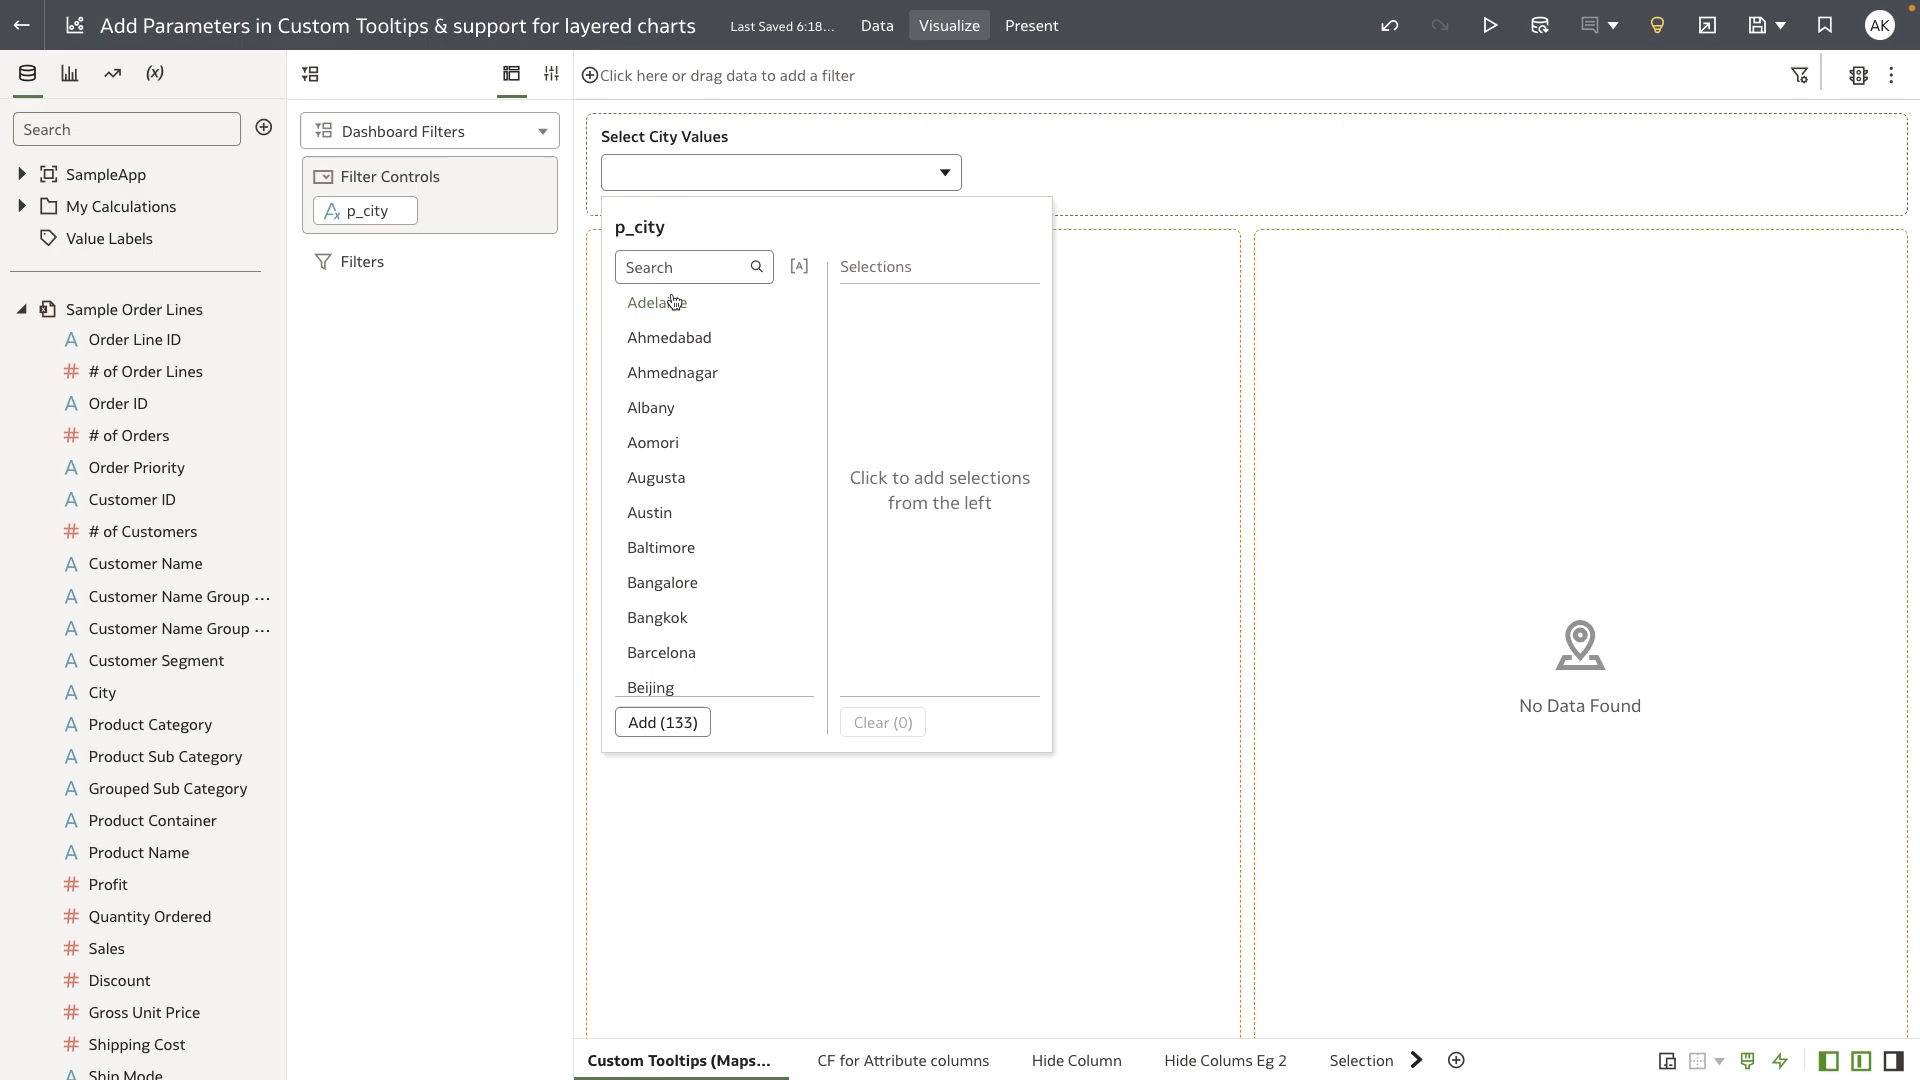 Add Parameters in Custom Tooltips & support for layered charts
Last Saved 6:18...
Data
Visualize
Present
AK
(x)
Search
SampleApp
My Calculations
Value Labels
Sample Order Lines
Order Line ID
# of Order Lines
Order ID
# of Orders
Order Priority
Customer ID
# of Customers
Customer Name
Customer Name Group ...
Customer Name Group ...
Customer Segment
City
Product Category
Product Sub Category
Grouped Sub Category
Product Container
Product Name
Profit
Quantity Ordered
Sales
Discount
Gross Unit Price
Shipping Cost
Ship Mode
Dashboard Filters
Filter Controls
p_city
Filters
Click here or drag data to add a filter
Select City Values
p_city
Search
[A]
Selections
Adelaide
Ahmedabad
Ahmednagar
Albany
Aomori
Augusta
Austin
Baltimore
Bangalore
Bangkok
Barcelona
Beijing
Click to add selections
from the left
Add (133)
Clear (0)
No Data Found
Custom Tooltips (Maps...
CF for Attribute columns
Hide Column
Hide Colums Eg 2
Selection